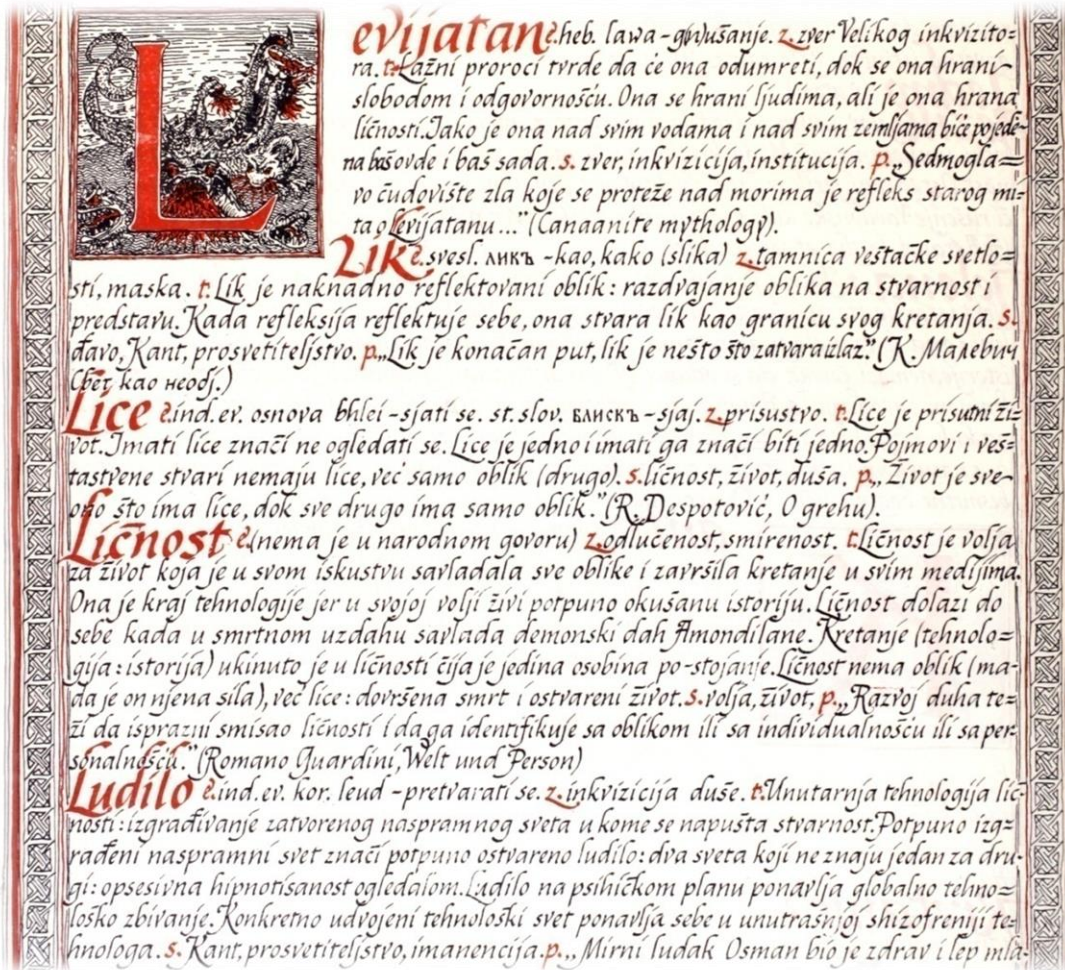 Levijatan e. heb. lawa - gnušanje. z. zver Velikog inkvizito=
ra. t. Lažni proroci tvrde da će ona odumreti, dok se ona hrani
slobodom i odgovornošću. Ona se hrani ljudima, ali je ona hrana
ličnosti. Iako je ona nad svim vodama i nad svim zemljama biće pojede=
na baš ovde i baš sada. s. zver, inkvizicija, institucija. p. „Sedmogla=
vo čudovište zla koje se proteže nad morima je refleks starog mi=
ta o Levijatanu..." (Canaanite mythology).
Lik e. svesl. ликъ - kao, kako (slika) z. tamnica veštačke svetlo=
sti, maska. t. Lik je naknadno reflektovani oblik: razdvajanje oblika na stvarnost i
predstavu. Kada refleksija reflektuje sebe, ona stvara lik kao granicu svog kretanja. s.
đavo, Kant, prosvetiteljstvo. p. „Lik je konačan put, lik je nešto što zatvara izlaz." (К. Малевич
Свет као неодј.)
Lice e. ind. ev. osnova bhlei - sjati se. st. slov. блискъ - sjaj. z. prisustvo. t. Lice je prisutni ži=
vot. Imati lice znači ne ogledati se. Lice je jedno i imati ga znači biti jedno. Pojmovi i veš=
tastvene stvari nemaju lice, već samo oblik (drugo). s. ličnost, život, duša. p. „Život je sve
ono što ima lice, dok sve drugo ima samo oblik." (R. Despotović, O grehu).
Ličnost e. (nema je u narodnom govoru) z. odlučenost, smirenost. t. Ličnost je volja
za život koja je u svom iskustvu savladala sve oblike i završila kretanje u svim medijima.
Ona je kraj tehnologije jer u svojoj volji živi potpuno okušanu istoriju. Ličnost dolazi do
sebe kada u smrtnom uzdahu savlada demonski dah Amondilane. Kretanje (tehnolo=
gija: istorija) ukinuto je u ličnosti čija je jedina osobina po-stojanje. Ličnost nema oblik (ma-
da je on njena sila), već lice: dovršena smrt i ostvareni život. s. volja, život, p. „Razvoj duha te=
ži da isprazni smisao ličnosti i da ga identifikuje sa oblikom ili sa individualnošću ili sa per
sonalnošću." (Romano Guardini, Welt und Person)
Ludilo e. ind. ev. kor. leud - pretvarati se. z. inkvizicija duše. t. Unutarnja tehnologija lič-
nosti: izgrađivanje zatvorenog naspramnog sveta u kome se napušta stvarnost. Potpuno izg=
rađeni naspramni svet znači potpuno ostvareno ludilo: dva sveta koji ne znaju jedan za dru-
gi: opsesivna hipnotisanost ogledalom. Ludilo na psihičkom planu ponavlja globalno tehno=
loško zbivanje. Konkretno udvojeni tehnološki svet ponavlja sebe u unutrašnjoj shizofreniji te=
hnologa. s. Kant, prosvetiteljstvo, imanencija. p. „Mirni ludak Osman bio je zdrav i lep mla-